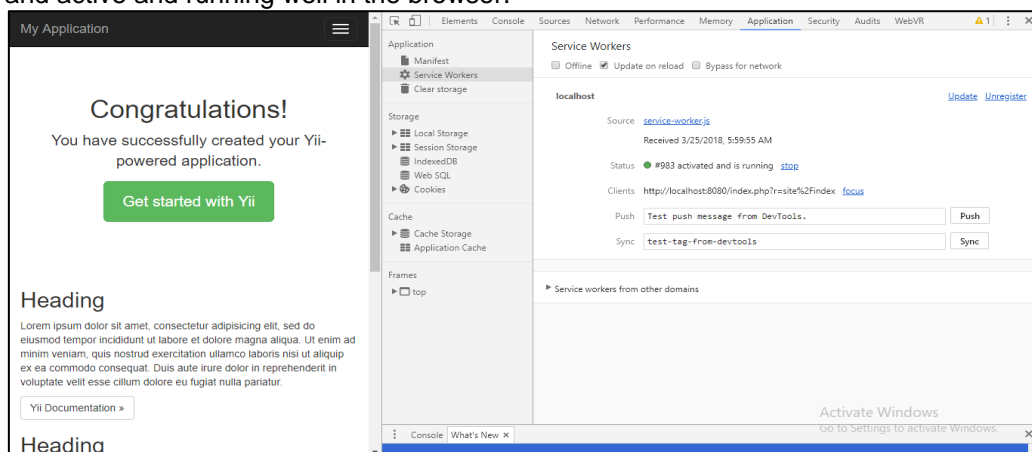 and active and running well in the browser.
My Application
Congratulations!
You have successfully created your Yii-
powered application.
Get started with Yii
Heading
Lorem ipsum dolor sit amet, consectetur adipisicing elit, sed do
eiusmod tempor incididunt ut labore et dolore magna aliqua. Ut enim ad
minim veniam, quis nostrud exercitation ullamco laboris nisi ut aliquip
ex ea commodo consequat. Duis aute irure dolor in reprehenderit in
voluptate velit esse cillum dolore eu fugiat nulla pariatur.
Yii Documentation »
Heading
Elements Console Sources Network Performance Memory Application Security Audits WebVR 1
Application
Manifest
Service Workers
Clear storage
Storage
Local Storage
Session Storage
IndexedDB
Web SQL
Cookies
Cache
Cache Storage
Application Cache
Frames
top
Service Workers
Offline Update on reload Bypass for network
localhost Update Unregister
Source service-worker.js
Received 3/25/2018, 5:59:55 AM
Status #983 activated and is running stop
Clients http://localhost:8080/index.php?r=site%2Findex focus
Push Test push message from DevTools. Push
Sync test-tag-from-devtools Sync
Service workers from other domains
Activate Windows
Go to Settings to activate Windows.
Console What's New ×